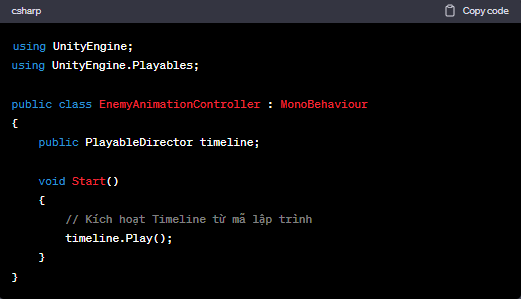 csharp
Copy code
using UnityEngine;
using UnityEngine.Playables;
public class EnemyAnimationController : MonoBehaviour
{
    public PlayableDirector timeline;
    void Start()
    {
        // Kích hoạt Timeline từ mã lập trình
        timeline.Play();
    }
}